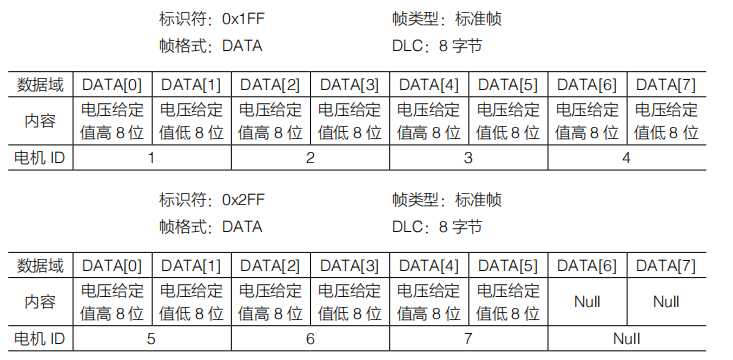 标识符：0x1FF 帧类型：标准帧
帧格式：DATA DLC：8 字节
数据域 DATA[0] DATA[1] DATA[2] DATA[3] DATA[4] DATA[5] DATA[6] DATA[7]
内容 电压给定值高 8 位 电压给定值低 8 位 电压给定值高 8 位 电压给定值低 8 位 电压给定值高 8 位 电压给定值低 8 位 电压给定值高 8 位 电压给定值低 8 位
电机 ID 1 2 3 4
标识符：0x2FF 帧类型：标准帧
帧格式：DATA DLC：8 字节
数据域 DATA[0] DATA[1] DATA[2] DATA[3] DATA[4] DATA[5] DATA[6] DATA[7]
内容 电压给定值高 8 位 电压给定值低 8 位 电压给定值高 8 位 电压给定值低 8 位 电压给定值高 8 位 电压给定值低 8 位 Null Null
电机 ID 5 6 7 Null